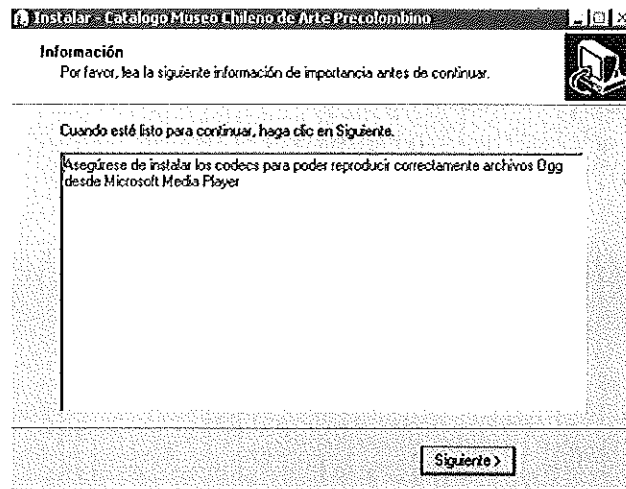 Instalar - Catalogo Museo Chileno de Arte Precolombino
Información
Por favor, lea la siguiente información de importancia antes de continuar.
Cuando esté listo para continuar, haga clic en Siguiente.
Asegúrese de instalar los codecs para poder reproducir correctamente archivos Ogg
desde Microsoft Media Player
Siguiente >